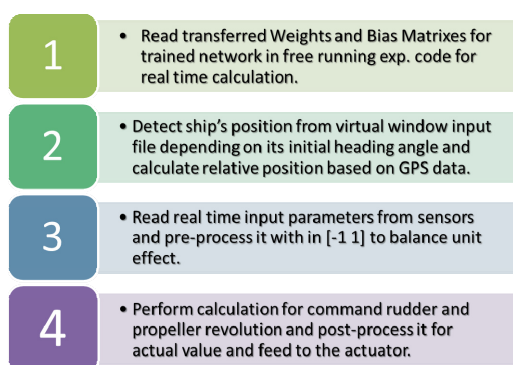 1
• Read transferred Weights and Bias Matrixes for
trained network in free running exp. code for
real time calculation.
2
• Detect ship's position from virtual window input
file depending on its initial heading angle and
calculate relative position based on GPS data.
3
• Read real time input parameters from sensors
and pre-process it with in [-1 1] to balance unit
effect.
4
• Perform calculation for command rudder and
propeller revolution and post-process it for
actual value and feed to the actuator.